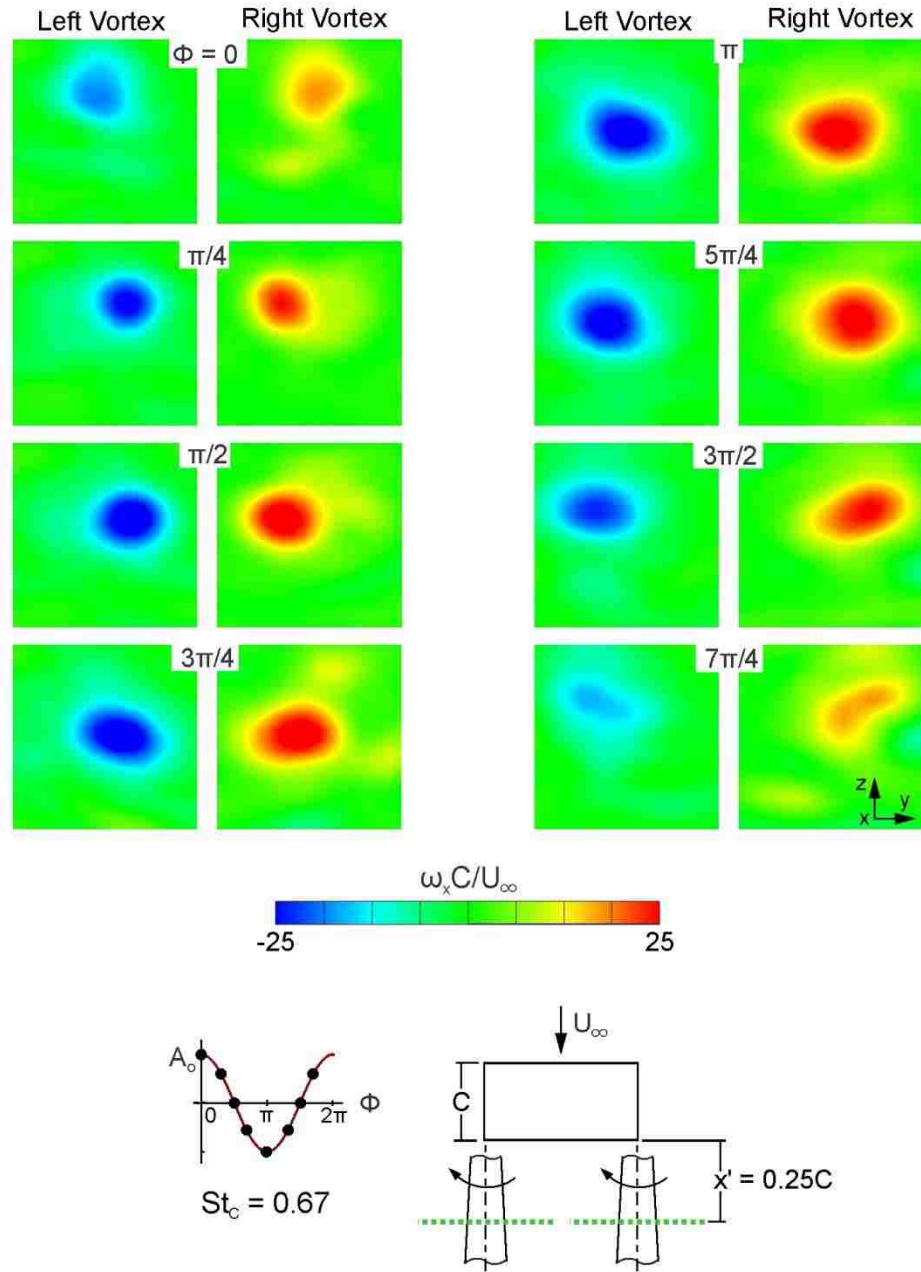 Left Vortex Right Vortex Left Vortex Right Vortex
Φ = 0 π
π/4 5π/4
π/2 3π/2
3π/4 7π/4
z
x y
ωₓC/U∞
-25 25
U∞
A₀
0 π 2π Φ
C
x' = 0.25C
St_C = 0.67